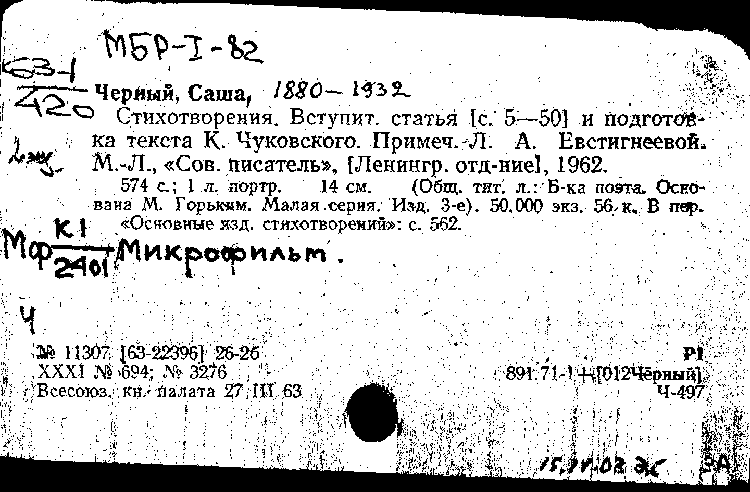 МБР-I-82
63-1
420
Черный, Саша, 1880-1932
Стихотворения. Вступит. статья [с. 5—50] и подготов-
ка текста К. Чуковского. Примеч. Л. А. Евстигнеевой.
2 экз.
М.-Л., «Сов. писатель», [Ленингр. отд-ние], 1962.
574 с.; 1 л. портр. 14 см. (Общ. тит. л.: Б-ка поэта. Осно-
вана М. Горьким. Малая серия. Изд. 3-е). 50.000 экз. 56 к. В пер.
«Основные изд. стихотворений»: с. 562.
Мф К1
2401 Микрофильм.
Ч
№ 11307 [63-22396] 26-26
Р1
XXXI № 694; № 3276
891.71-1+[012Черный]
Всесоюз. кн. палата 27 III 63
Ч-497
ЗА